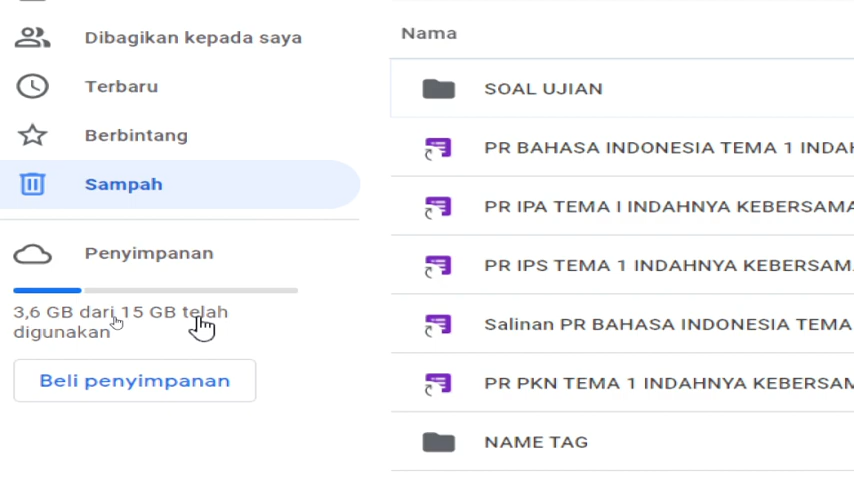 Dibagikan kepada saya
Terbaru
Berbintang
Sampah
Penyimpanan
3,6 GB dari 15 GB telah
digunakan
Beli penyimpanan
Nama
SOAL UJIAN
PR BAHASA INDONESIA TEMA 1 INDAH
PR IPA TEMA I INDAHNYA KEBERSAMA
PR IPS TEMA 1 INDAHNYA KEBERSAM
Salinan PR BAHASA INDONESIA TEMA
PR PKN TEMA 1 INDAHNYA KEBERSAM
NAME TAG